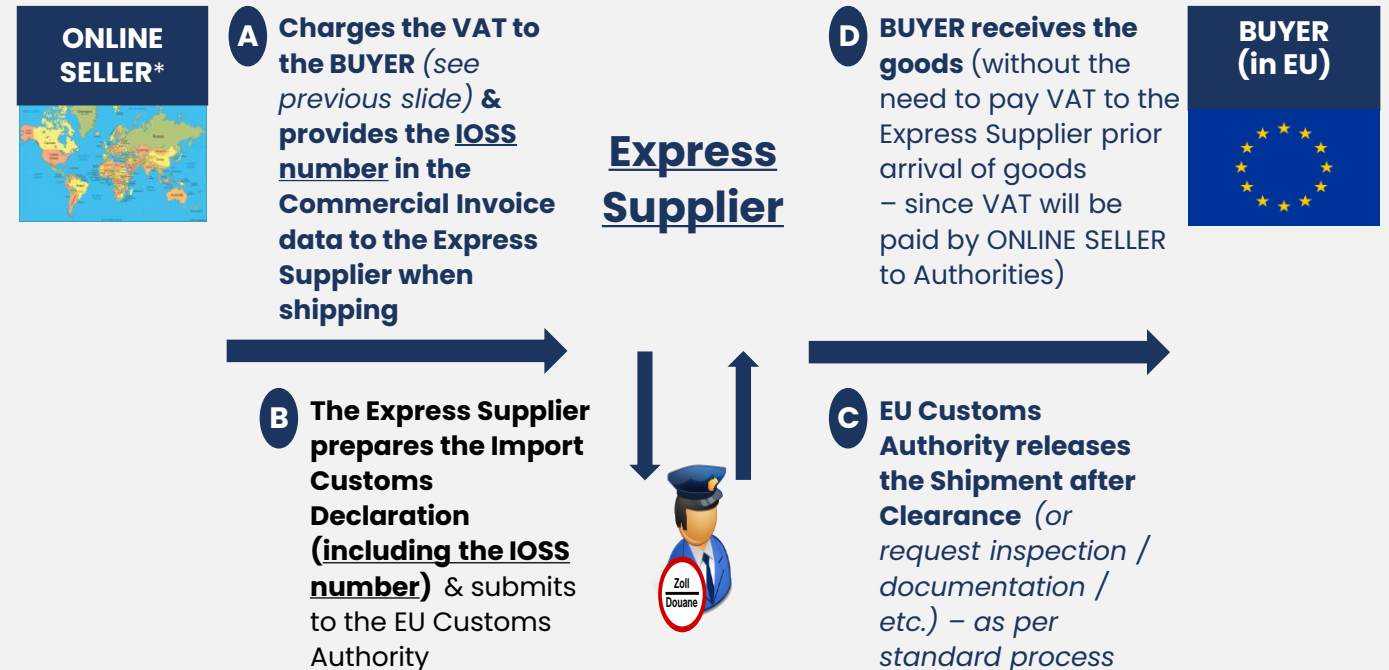 ONLINE
SELLER*
A
Charges the VAT to
the BUYER (see
previous slide) &
provides the IOSS
number in the
Commercial Invoice
data to the Express
Supplier when
shipping
Express
Supplier
D
BUYER receives the
goods (without the
need to pay VAT to the
Express Supplier prior
arrival of goods
– since VAT will be
paid by ONLINE SELLER
to Authorities)
BUYER
(in EU)
B
The Express Supplier
prepares the Import
Customs
Declaration
(including the IOSS
number) & submits
to the EU Customs
Authority
Zoll
Douane
C
EU Customs
Authority releases
the Shipment after
Clearance (or
request inspection /
documentation /
etc.) – as per
standard process